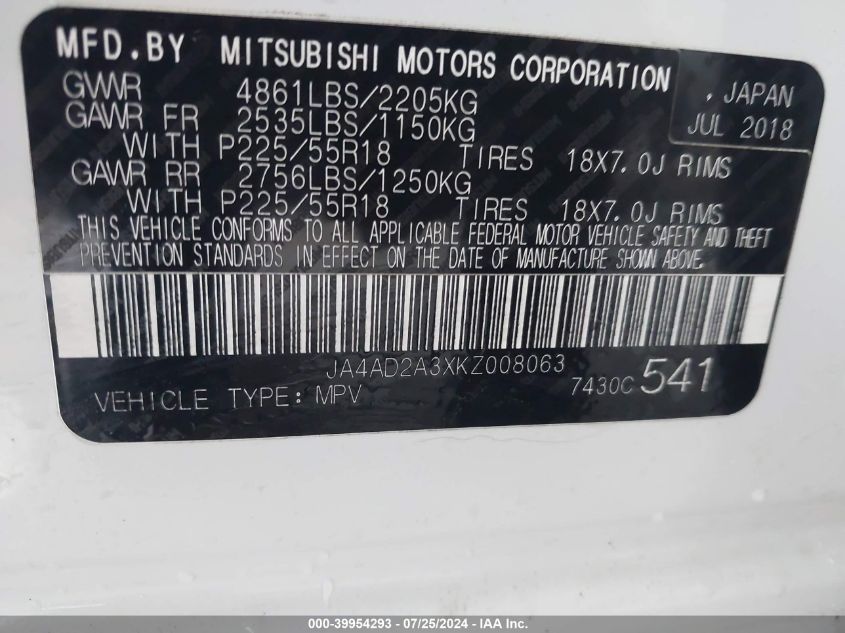 MFD.BY MITSUBISHI MOTORS CORPORATION
GVWR 4861LBS/2205KG
, JAPAN
GAWR FR 2535LBS/1150KG
JUL 2018
WITH P225/55R18 TIRES 18X7.0J RIMS
GAWR RR 2756LBS/1250KG
WITH P225/55R18 TIRES 18X7.0J RIMS
THIS VEHICLE CONFORMS TO ALL APPLICABLE FEDERAL MOTOR VEHICLE SAFETY AND THEFT
PREVENTION STANDARDS IN EFFECT ON THE DATE OF MANUFACTURE SHOWN ABOVE.
JA4AD2A3XKZ008063
VEHICLE TYPE: MPV 7430C 541
000-39954293 - 07/25/2024 - IAA Inc.